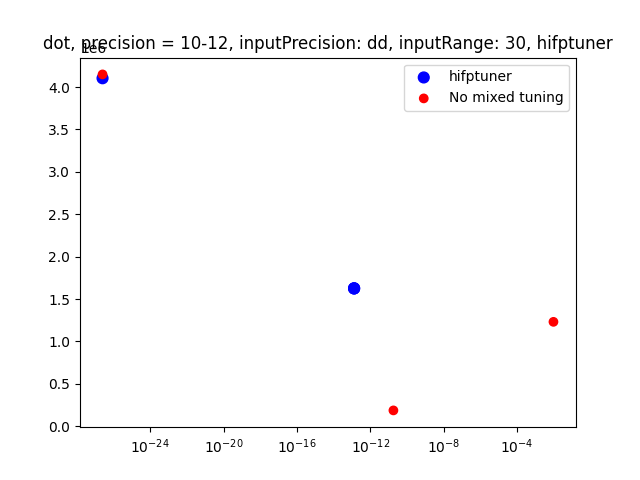 dot, precision = 10-12, inputPrecision: dd, inputRange: 30, hifptuner
1e6
hifptuner
No mixed tuning
4.0
3.5
3.0
2.5
2.0
1.5
1.0
0.5
0.0
10⁻²⁴ 10⁻²⁰ 10⁻¹⁶ 10⁻¹² 10⁻⁸ 10⁻⁴